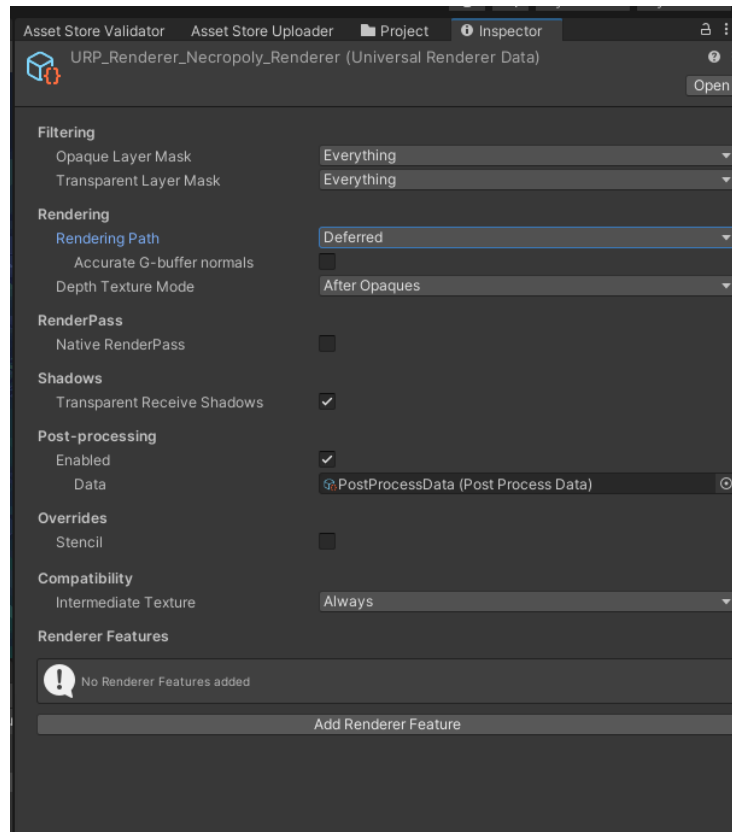 Asset Store Validator Asset Store Uploader Project Inspector
URP_Renderer_Necropoly_Renderer (Universal Renderer Data)
Open
Filtering
Opaque Layer Mask Everything
Transparent Layer Mask Everything
Rendering
Rendering Path Deferred
Accurate G-buffer normals
Depth Texture Mode After Opaques
RenderPass
Native RenderPass
Shadows
Transparent Receive Shadows
Post-processing
Enabled
Data PostProcessData (Post Process Data)
Overrides
Stencil
Compatibility
Intermediate Texture Always
Renderer Features
No Renderer Features added
Add Renderer Feature